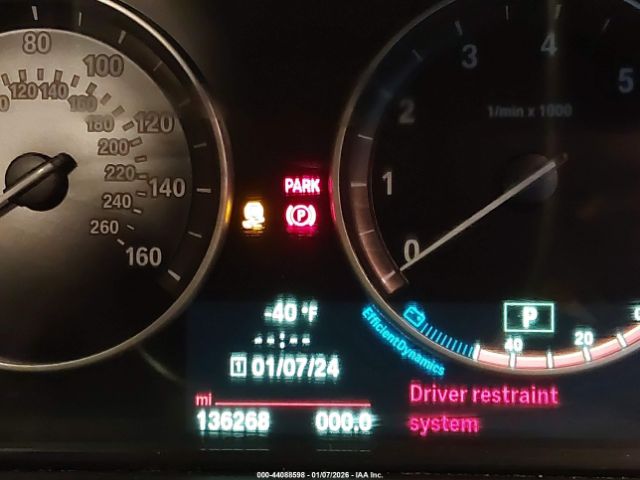 80
100
120
140
160
120 140 160
180
200
220
240
260
PARK
(P)
-40 °F
--:--
1 01/07/24
mi
136268 000.0
0
1
2
3
4
5
1/min x 1000
P
40 20
EfficientDynamics
Driver restraint
system
000-44088598 - 01/07/2026 - IAA Inc.